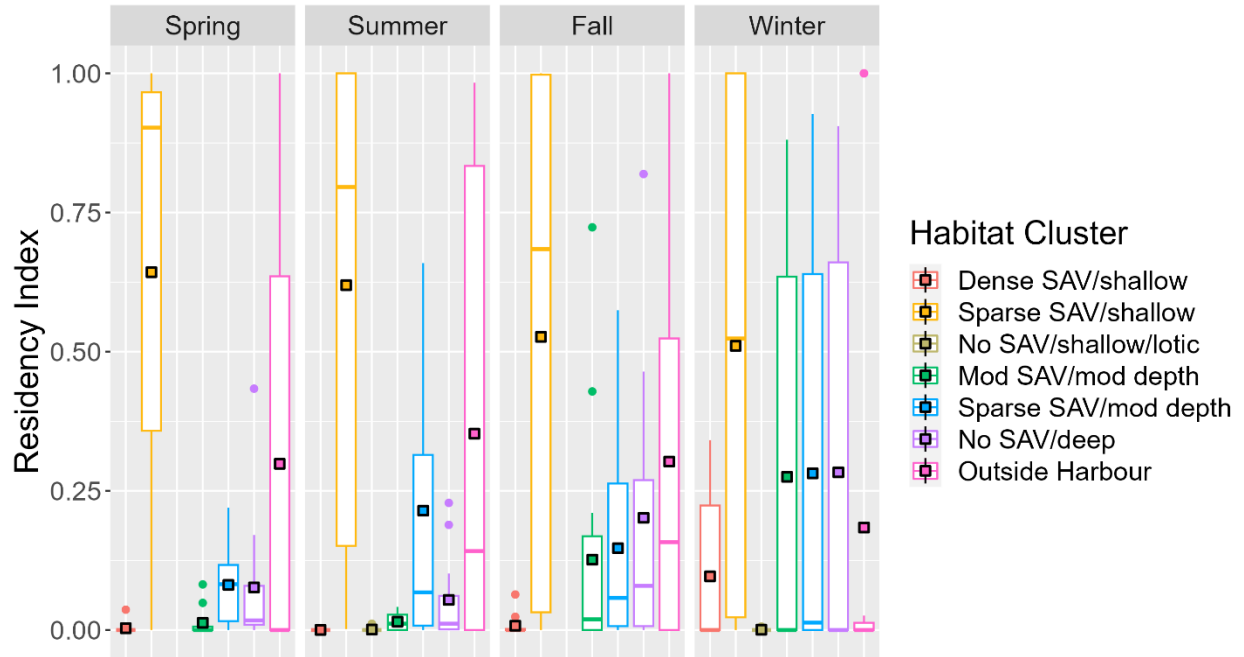 Spring Summer Fall Winter
1.00
0.75
0.50
0.25
0.00
Residency Index
Habitat Cluster
Dense SAV/shallow
Sparse SAV/shallow
No SAV/shallow/lotic
Mod SAV/mod depth
Sparse SAV/mod depth
No SAV/deep
Outside Harbour